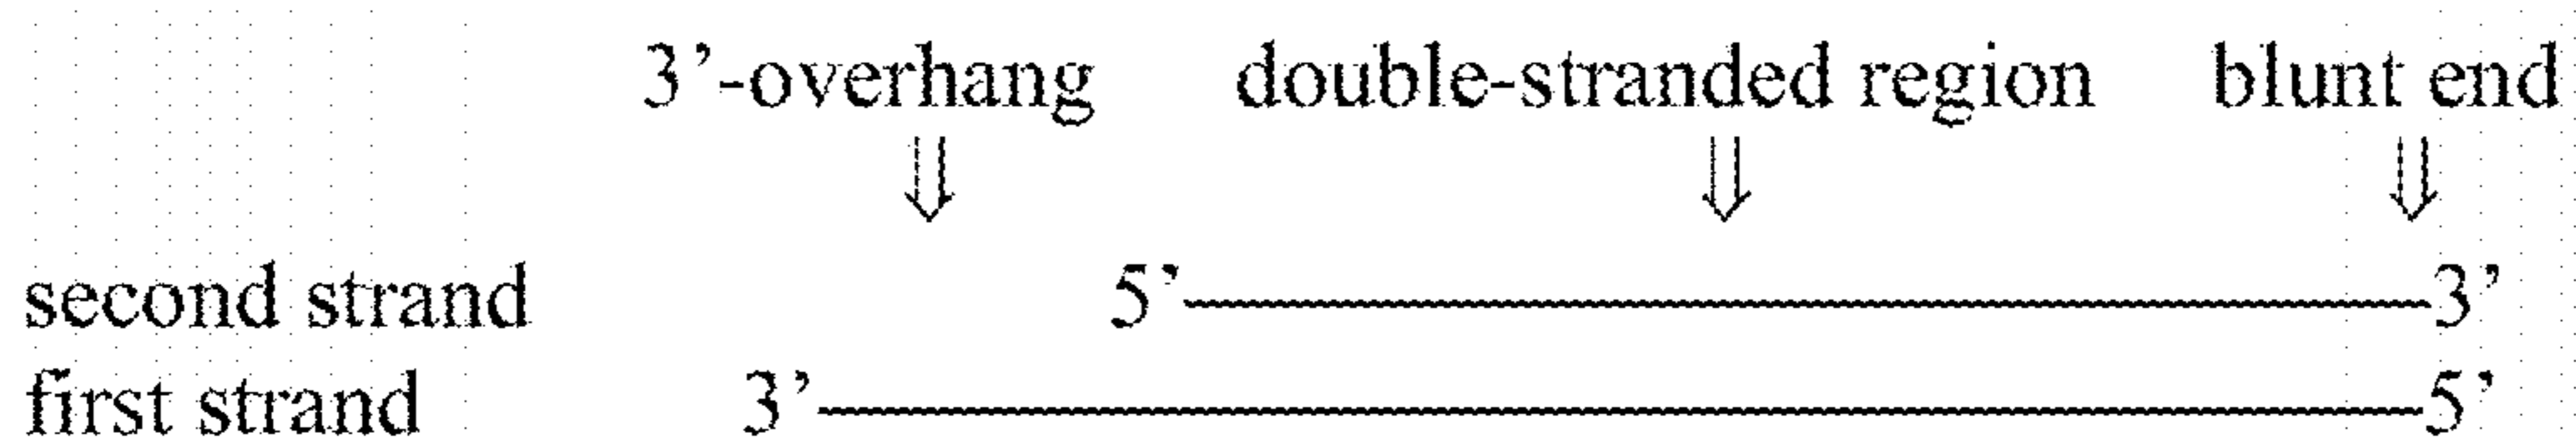 3’-overhang double-stranded region blunt end
second strand 5’ 3’
first strand 3’ 5’